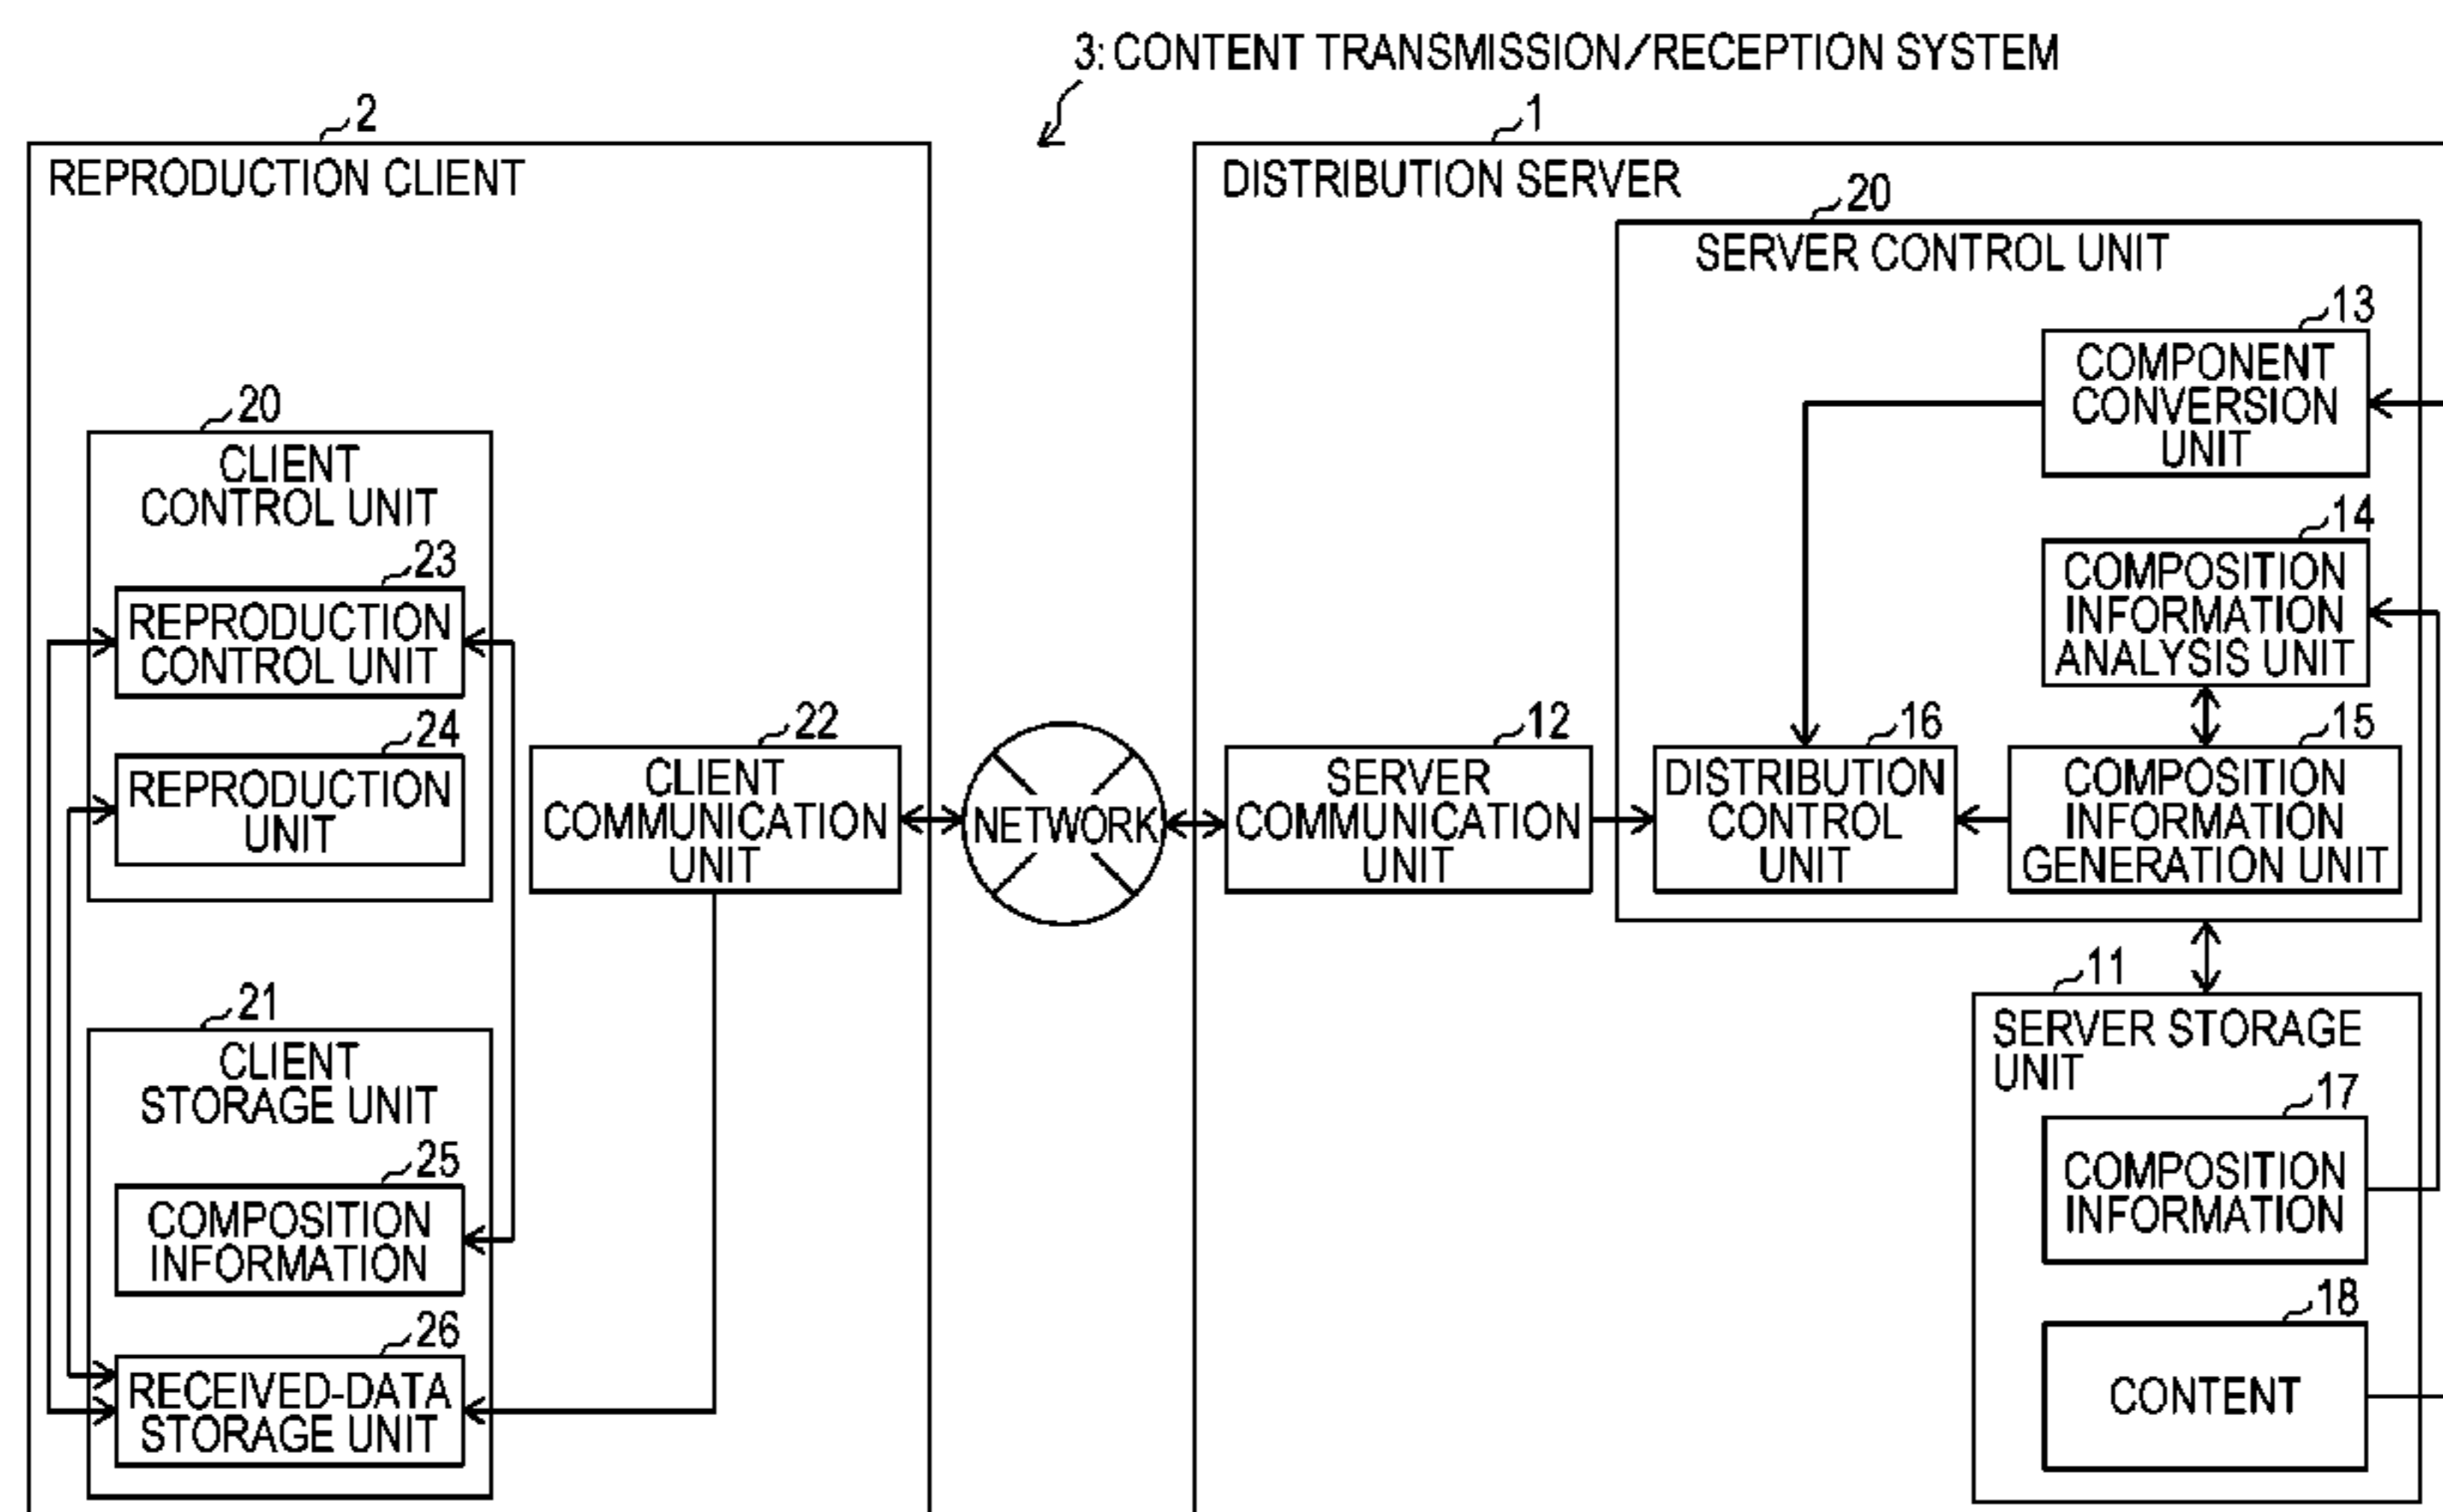 3: CONTENT TRANSMISSION/RECEPTION SYSTEM
2
REPRODUCTION CLIENT
20
CLIENT
CONTROL UNIT
23
REPRODUCTION
CONTROL UNIT
24
REPRODUCTION
UNIT
22
CLIENT
COMMUNICATION
UNIT
21
CLIENT
STORAGE UNIT
25
COMPOSITION
INFORMATION
26
RECEIVED-DATA
STORAGE UNIT
NETWORK
1
DISTRIBUTION SERVER
20
SERVER CONTROL UNIT
13
COMPONENT
CONVERSION
UNIT
14
COMPOSITION
INFORMATION
ANALYSIS UNIT
12
SERVER
COMMUNICATION
UNIT
16
DISTRIBUTION
CONTROL
UNIT
15
COMPOSITION
INFORMATION
GENERATION UNIT
11
SERVER STORAGE
UNIT
17
COMPOSITION
INFORMATION
18
CONTENT